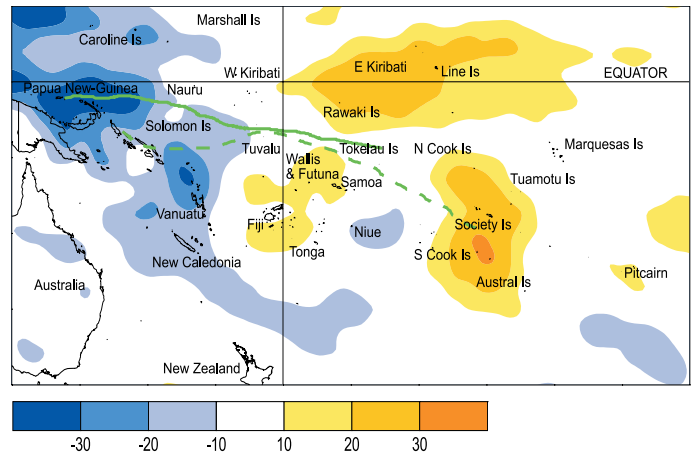 Marshall Is
Caroline Is
W· Kiribati
E Kiribati
Line Is
EQUATOR
Papua New-Guinea
Nauru
Rawaki Is
Solomon Is
Tuvalu
Wallis
& Futuna
Tokelau Is
N Cook Is
Marquesas Is
Samoa
Tuamotu Is
Vanuatu
Fiji
Niue
Society Is
Tonga
New Caledonia
S Cook Is
Pitcairn
Australia
Austral Is
New Zealand
-30 -20 -10 10 20 30